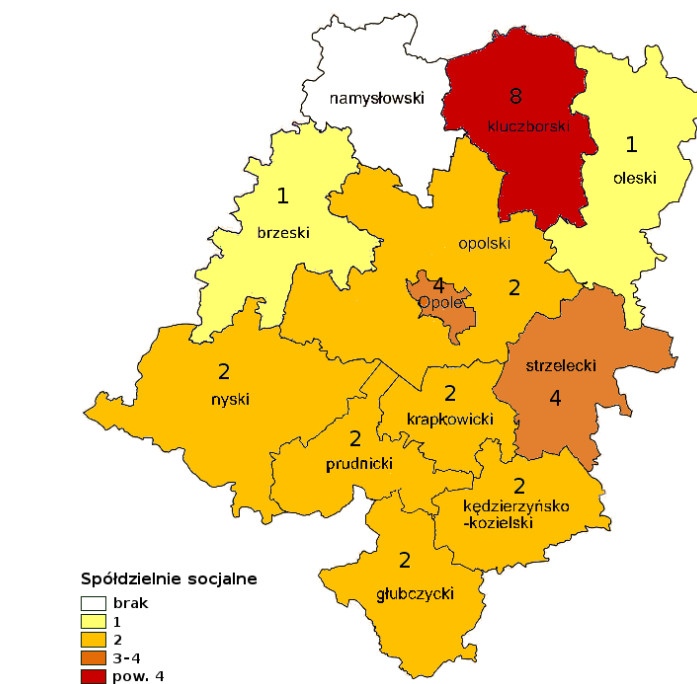 namysłowski
8
kluczborski
1
oleski
1
brzeski
opolski
4
Opole
2
strzelecki
4
2
nyski
2
krapkowicki
2
prudnicki
2
kędzierzyńsko
-kozielski
2
głubczycki
Spółdzielnie socjalne
brak
1
2
3-4
pow. 4